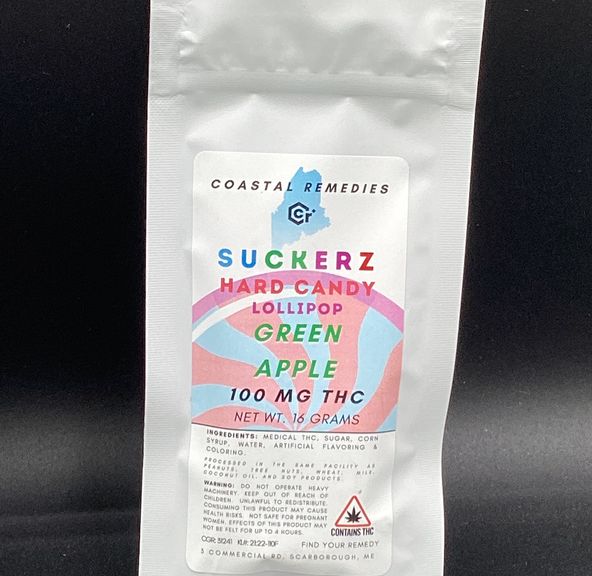 COASTAL REMEDIES
Cr+
SUCKERZ
HARD CANDY
LOLLIPOP
GREEN
APPLE
100 MG THC
NET WT. 16 GRAMS
INGREDIENTS: MEDICAL THC, SUGAR, CORN
SYRUP, WATER, ARTIFICIAL FLAVORING &
COLORING.
PROCESSED IN THE SAME FACILITY AS
PEANUTS, TREE NUTS, WHEAT, MILK,
COCONUT OIL, AND SOY PRODUCTS.
WARNING: DO NOT OPERATE HEAVY
MACHINERY. KEEP OUT OF REACH OF
CHILDREN. UNLAWFUL TO REDISTRIBUTE.
CONSUMING THIS PRODUCT MAY CAUSE
HEALTH RISKS. NOT SAFE FOR PREGNANT
WOMEN. EFFECTS OF THIS PRODUCT MAY
NOT BE FELT FOR UP TO 4 HOURS.
CONTAINS THC
CGR: 31241
FIND YOUR REMEDY
3 COMMERCIAL RD, SCARBOROUGH, ME